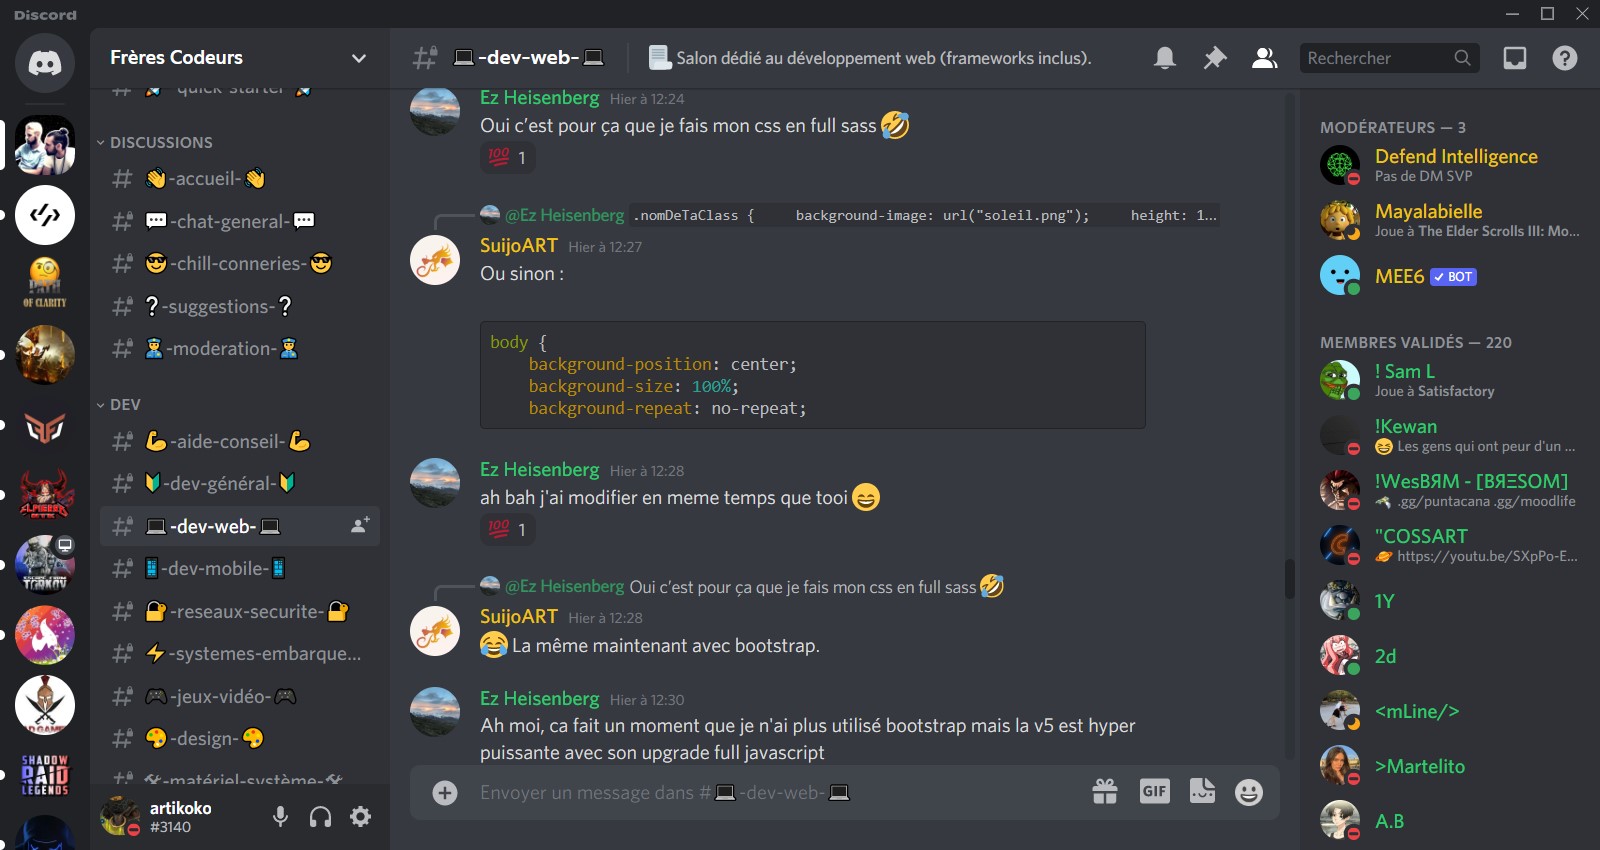 Discord
PATH
OF CLARITY
ESCAPE FROM
TARKOV
SHADOW
RAID
LEGENDS
Frères Codeurs
-quick-starter-
DISCUSSIONS
-accueil-
-chat-general-
-chill-conneries-
-suggestions-
-moderation-
DEV
-aide-conseil-
-dev-général-
-dev-web-
-dev-mobile-
-reseaux-securite-
-systemes-embarque...
-jeux-vidéo-
-design-
-matériel-système-
artikoko
#3140
-dev-web-
Salon dédié au développement web (frameworks inclus).
Rechercher
Ez Heisenberg Hier à 12:24
Oui c'est pour ça que je fais mon css en full sass 🤣
💯 1
@Ez Heisenberg .nomDeTaClass { background-image: url("soleil.png"); height: 1...
SuijoART Hier à 12:27
Ou sinon :
body {
background-position: center;
background-size: 100%;
background-repeat: no-repeat;
Ez Heisenberg Hier à 12:28
ah bah j'ai modifier en meme temps que tooi 😄
💯 1
@Ez Heisenberg Oui c'est pour ça que je fais mon css en full sass 🤣
SuijoART Hier à 12:28
😂 La même maintenant avec bootstrap.
Ez Heisenberg Hier à 12:30
Ah moi, ca fait un moment que je n'ai plus utilisé bootstrap mais la v5 est hyper
puissante avec son upgrade full javascript
Envoyer un message dans #💻-dev-web-💻
GIF
MODÉRATEURS — 3
Defend Intelligence
Pas de DM SVP
Mayalabielle
Joue à The Elder Scrolls III: Mo...
MEE6 ✓ BOT
MEMBRES VALIDÉS — 220
! Sam L
Joue à Satisfactory
!Kewan
😆 Les gens qui ont peur d'un ...
!WesBЯM - [BЯΞSOM]
.gg/puntacana .gg/moodlife
"COSSART
🪐 https://youtu.be/SXpPo-E...
1Y
2d
<mLine/>
>Martelito
A.B